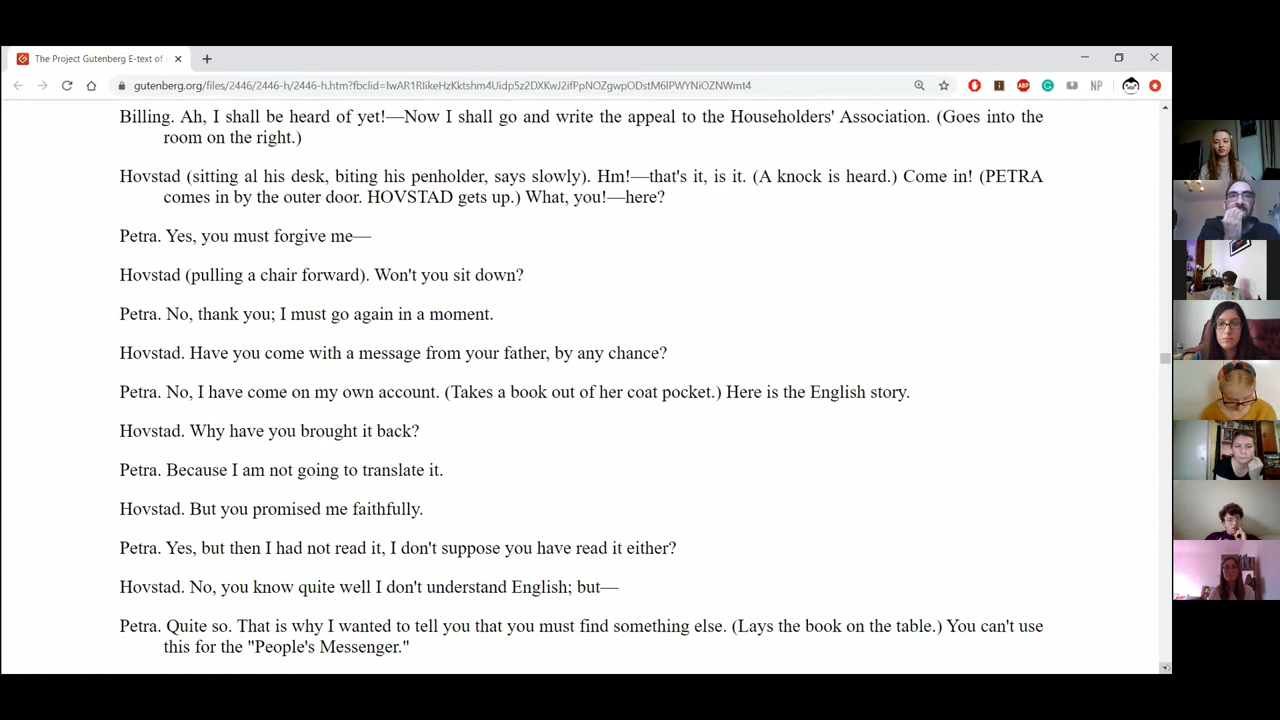 The Project Gutenberg E-text of
gutenberg.org/files/2446/2446-h/2446-h.htm?fbclid=IwAR1RIikeHzKktshm4Uidp5z2DXKwJ2ifPpNOZgwpODstM6lPWYNiOZNWmt4
ABP
NP
Billing. Ah, I shall be heard of yet!—Now I shall go and write the appeal to the Householders' Association. (Goes into the
room on the right.)
Hovstad (sitting al his desk, biting his penholder, says slowly). Hm!—that's it, is it. (A knock is heard.) Come in! (PETRA
comes in by the outer door. HOVSTAD gets up.) What, you!—here?
Petra. Yes, you must forgive me—
Hovstad (pulling a chair forward). Won't you sit down?
Petra. No, thank you; I must go again in a moment.
Hovstad. Have you come with a message from your father, by any chance?
Petra. No, I have come on my own account. (Takes a book out of her coat pocket.) Here is the English story.
Hovstad. Why have you brought it back?
Petra. Because I am not going to translate it.
Hovstad. But you promised me faithfully.
Petra. Yes, but then I had not read it, I don't suppose you have read it either?
Hovstad. No, you know quite well I don't understand English; but—
Petra. Quite so. That is why I wanted to tell you that you must find something else. (Lays the book on the table.) You can't use
this for the "People's Messenger."